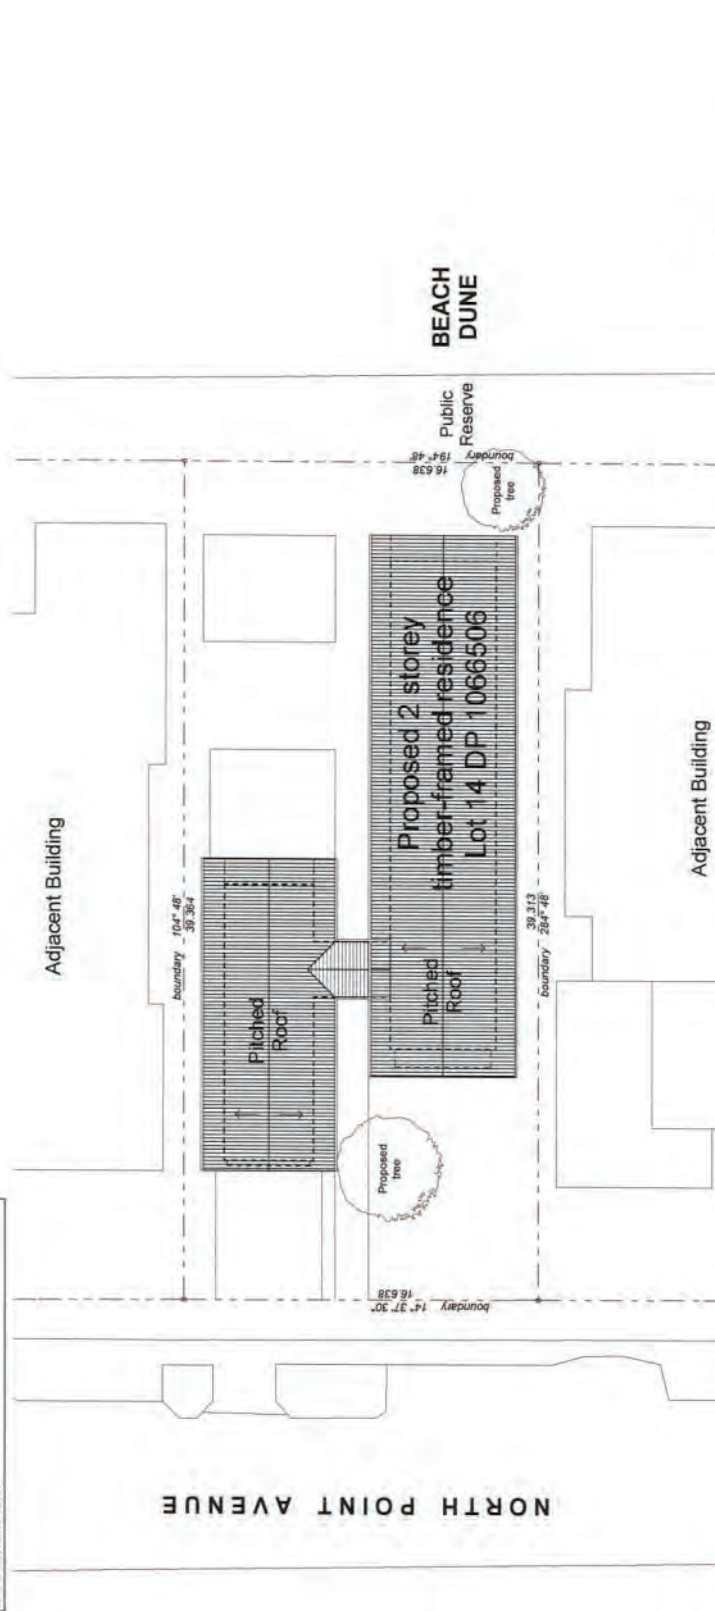 BEACH
DUNE
Public
Reserve
boundary
194° 48'
16.638
Proposed
tree
Adjacent Building
boundary 104° 48'
39.364
Proposed 2 storey
timber-framed residence
Lot 14 DP 1066506
Pitched
Roof
Pitched
Roof
39.313
boundary 284° 48'
Adjacent Building
Proposed
tree
16.638
14° 37' 30"
boundary
NORTH POINT AVENUE